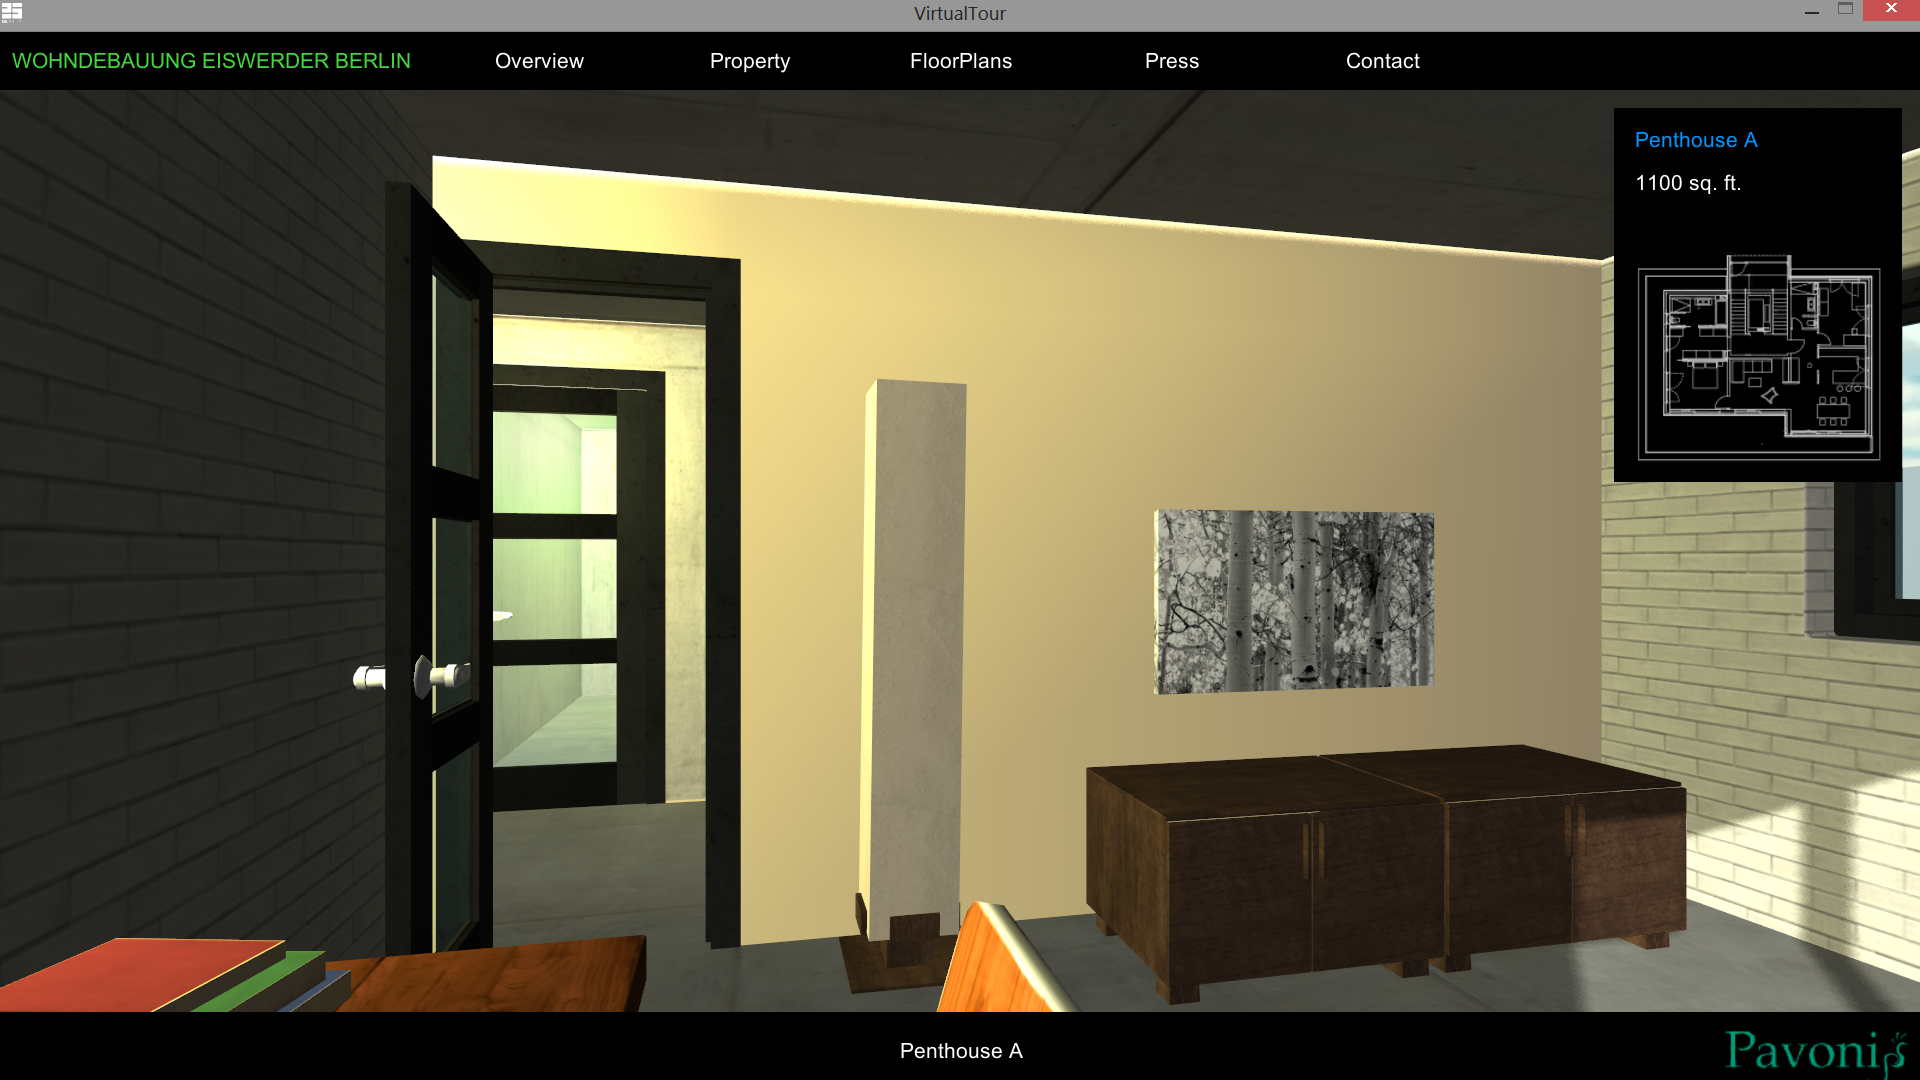 VirtualTour
WOHNDEBAUUNG EISWERDER BERLIN
Overview
Property
FloorPlans
Press
Contact
Penthouse A
1100 sq. ft.
Penthouse A
Pavonis